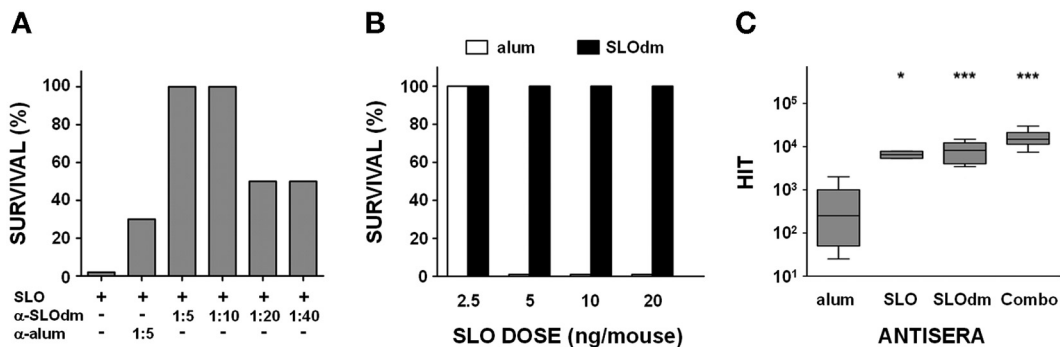 A
SURVIVAL (%)
100
80
60
40
20
0
SLO + + + + + +
α-SLOdm - - 1:5 1:10 1:20 1:40
α-alum - 1:5 - - - -
B
alum SLOdm
SURVIVAL (%)
100
80
60
40
20
0
2.5 5 10 20
SLO DOSE (ng/mouse)
C
* *** ***
HIT
10^5
10^4
10^3
10^2
10^1
alum SLO SLOdm Combo
ANTISERA